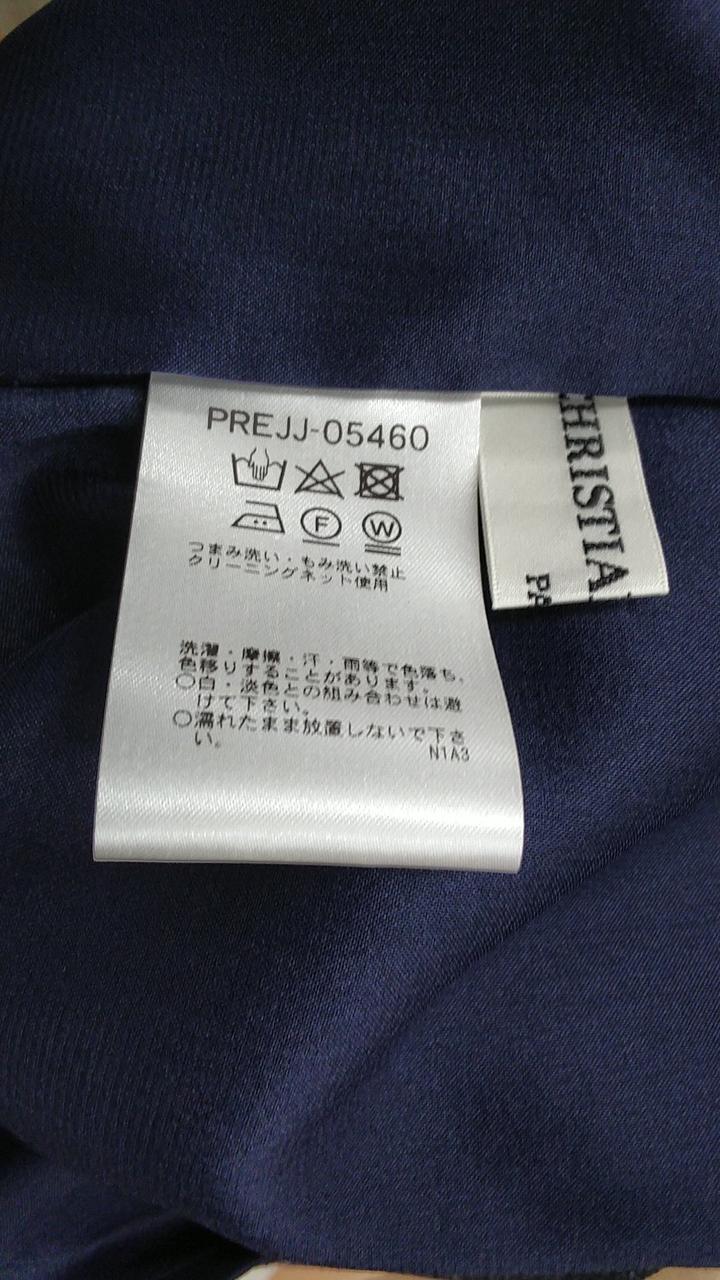 PREJJ-05460
F
W
つまみ洗い・もみ洗い禁止
クリーニングネット使用
洗濯・摩擦・汗・雨等で色落ち、
色移りすることがあります。
○白・淡色との組み合わせは避
けて下さい。
○濡れたまま放置しないで下さ
い。
N1A3
CHRISTIA
PA